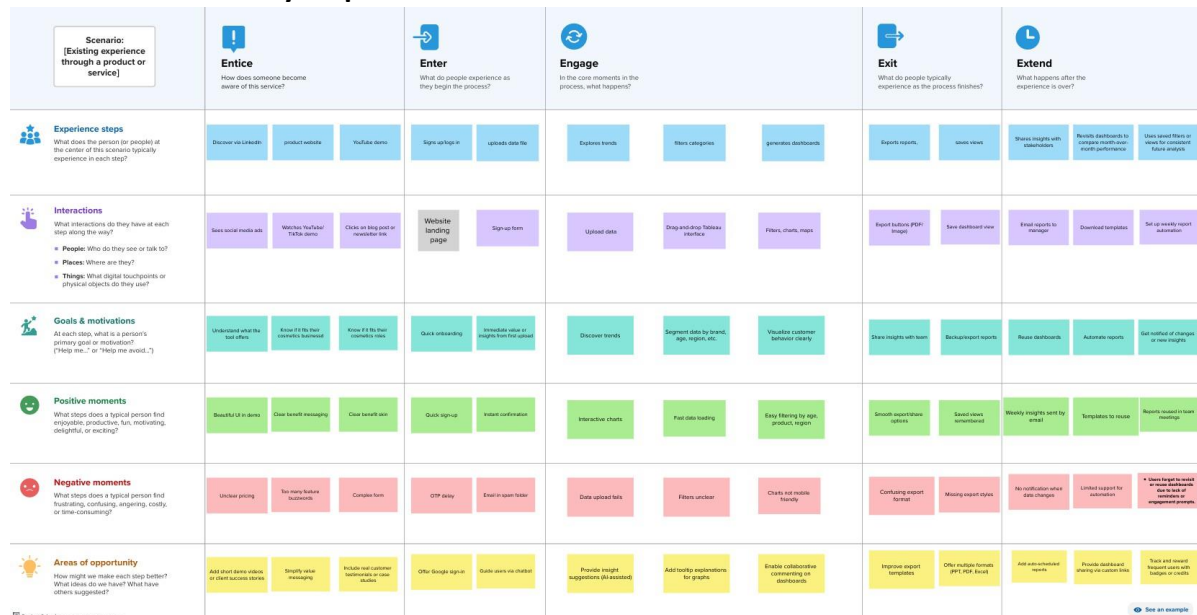 Scenario:
[Existing experience
through a product or
service]
Entice
How does someone become
aware of this service?
Enter
What do people experience as
they begin the process?
Engage
In the core moments in the
process, what happens?
Exit
What do people typically
experience as the process finishes?
Extend
What happens after the
experience is over?
Experience steps
What does the person (or people) at
the center of this scenario typically
experience in each step?
Discover via LinkedIn
product website
YouTube demo
Signs up/logs in
uploads data file
Explores trends
filters categories
generates dashboards
Exports reports,
saves views
Shares insights with
stakeholders
Revisits dashboards to
compare month-over-
month performance
Uses saved filters or
views for consistent
future analysis
Interactions
What interactions do they have at each
step along the way?
People: Who do they see or talk to?
Places: Where are they?
Things: What digital touchpoints or
physical objects do they use?
Sees social media ads
Watches YouTube/
TikTok demo
Clicks on blog post or
newsletter link
Website
landing
page
Sign-up form
Upload data
Drag-and-drop Tableau
interface
Filters, charts, maps
Export buttons (PDF/
Image)
Save dashboard view
Email reports to
manager
Download templates
Set up weekly report
automation
Goals & motivations
At each step, what is a person's
primary goal or motivation?
("Help me..." or "Help me avoid...")
Understand what the
tool offers
Know if it fits their
cosmetics businessd
Know if it fits their
cosmetics roles
Quick onboarding
Immediate value or
insights from first upload
Discover trends
Segment data by brand,
age, region, etc.
Visualize customer
behavior clearly
Share insights with team
Backup/export reports
Reuse dashboards
Automate reports
Get notified of changes
or new insights
Positive moments
What steps does a typical person find
enjoyable, productive, fun, motivating,
delightful, or exciting?
Beautiful UI in demo
Clear benefit messaging
Clear benefit skin
Quick sign-up
Instant confirmation
Interactive charts
Fast data loading
Easy filtering by age,
product, region
Smooth export/share
options
Saved views
remembered
Weekly insights sent by
email
Templates to reuse
Reports reused in team
meetings
Negative moments
What steps does a typical person find
frustrating, confusing, angering, costly,
or time-consuming?
Unclear pricing
Too many feature
buzzwords
Complex form
OTP delay
Email in spam folder
Data upload fails
Filters unclear
Charts not mobile
friendly
Confusing export
format
Missing export styles
No notification when
data changes
Limited support for
automation
Users forget to revisit
or reuse dashboards
due to lack of
reminders or
engagement prompts
Areas of opportunity
How might we make each step better?
What ideas do we have? What have
others suggested?
Add short demo videos
or client success stories
Simplify value
messaging
Include real customer
testimonials or case
studies
Offer Google sign-in
Guide users via chatbot
Provide insight
suggestions (AI-assisted)
Add tooltip explanations
for graphs
Enable collaborative
commenting on
dashboards
Improve export
templates
Offer multiple formats
(PPT, PDF, Excel)
Add auto-scheduled
reports
Provide dashboard
sharing via custom links
Track and reward
frequent users with
badges or credits
See an example